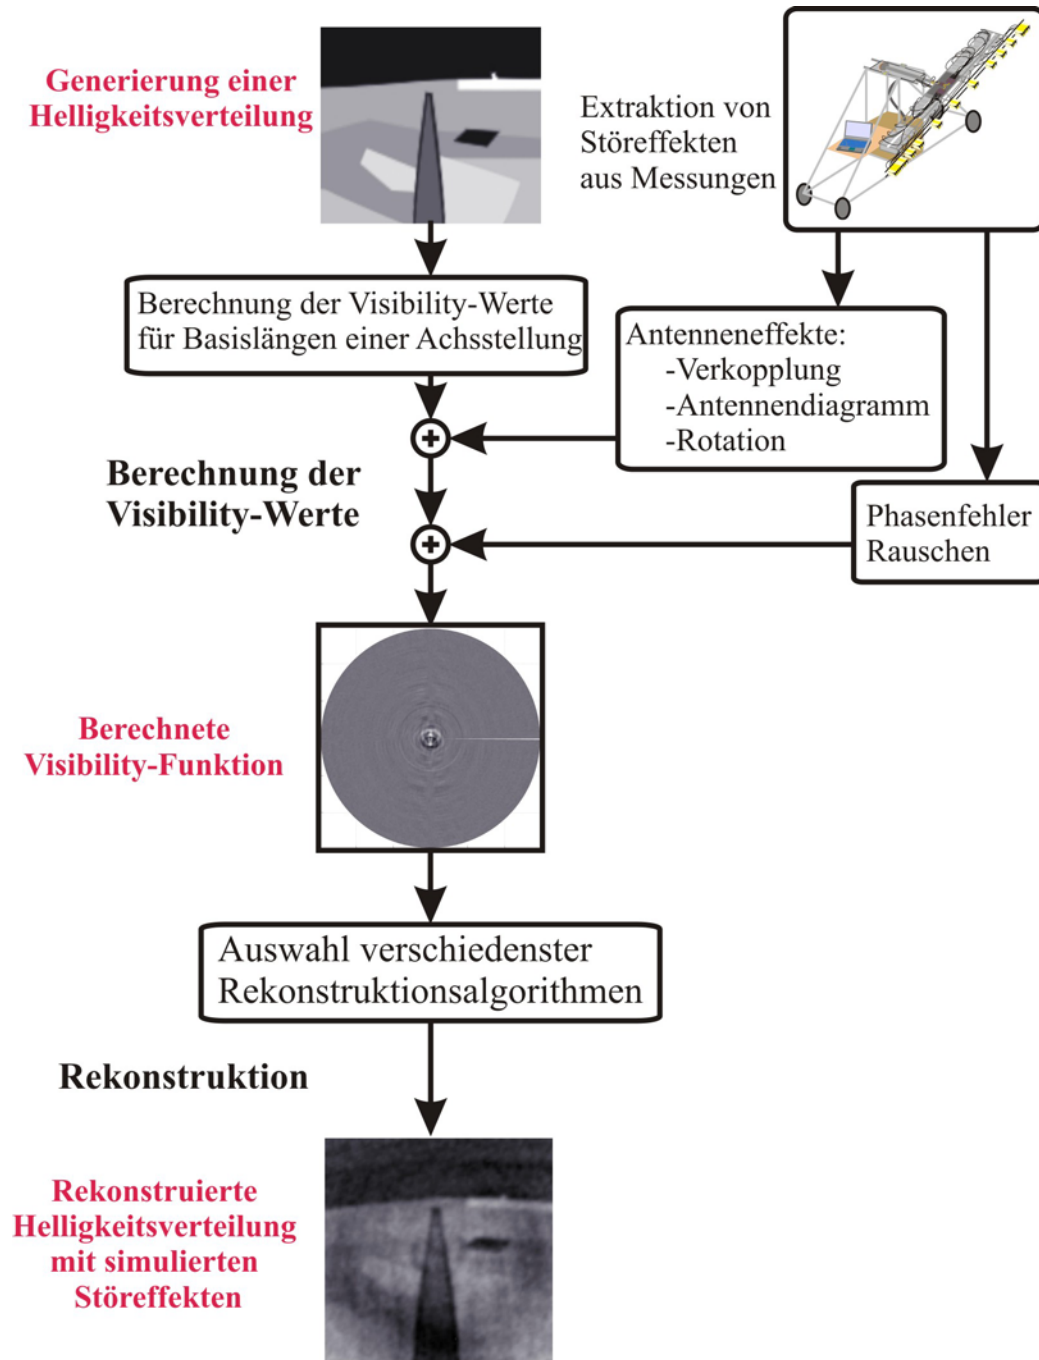 Generierung einer
Helligkeitsverteilung
Extraktion von
Störeffekten
aus Messungen
Berechnung der Visibility-Werte
für Basislängen einer Achsstellung
Antenneneffekte:
-Verkopplung
-Antennendiagramm
-Rotation
Berechnung der
Visibility-Werte
Phasenfehler
Rauschen
Berechnete
Visibility-Funktion
Auswahl verschiedenster
Rekonstruktionsalgorithmen
Rekonstruktion
Rekonstruierte
Helligkeitsverteilung
mit simulierten
Störeffekten